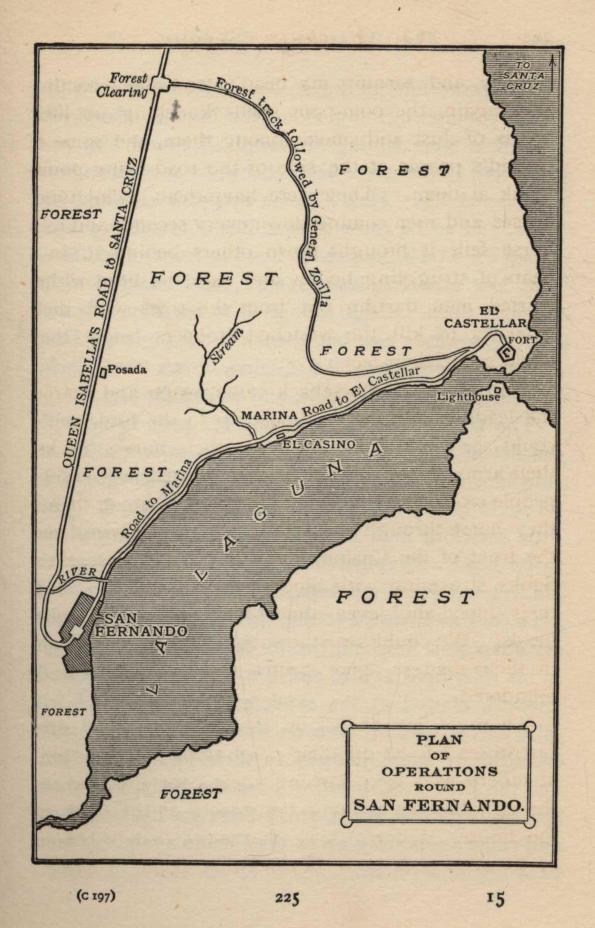 TO
SANTA
CRUZ
Forest
Clearing
Forest track followed by General Zorilla
FOREST
FOREST
QUEEN ISABELLA'S ROAD to SANTA CRUZ
FOREST
EL
CASTELLAR
FORT
Stream
FOREST
Posada
Lighthouse
MARINA
Road to El Castellar
EL CASINO
FOREST
Road to Marina
LA LAGUNA
RIVER
FOREST
SAN
FERNANDO
FOREST
FOREST
PLAN
OF
OPERATIONS
ROUND
SAN FERNANDO.
(C 197)
225
15